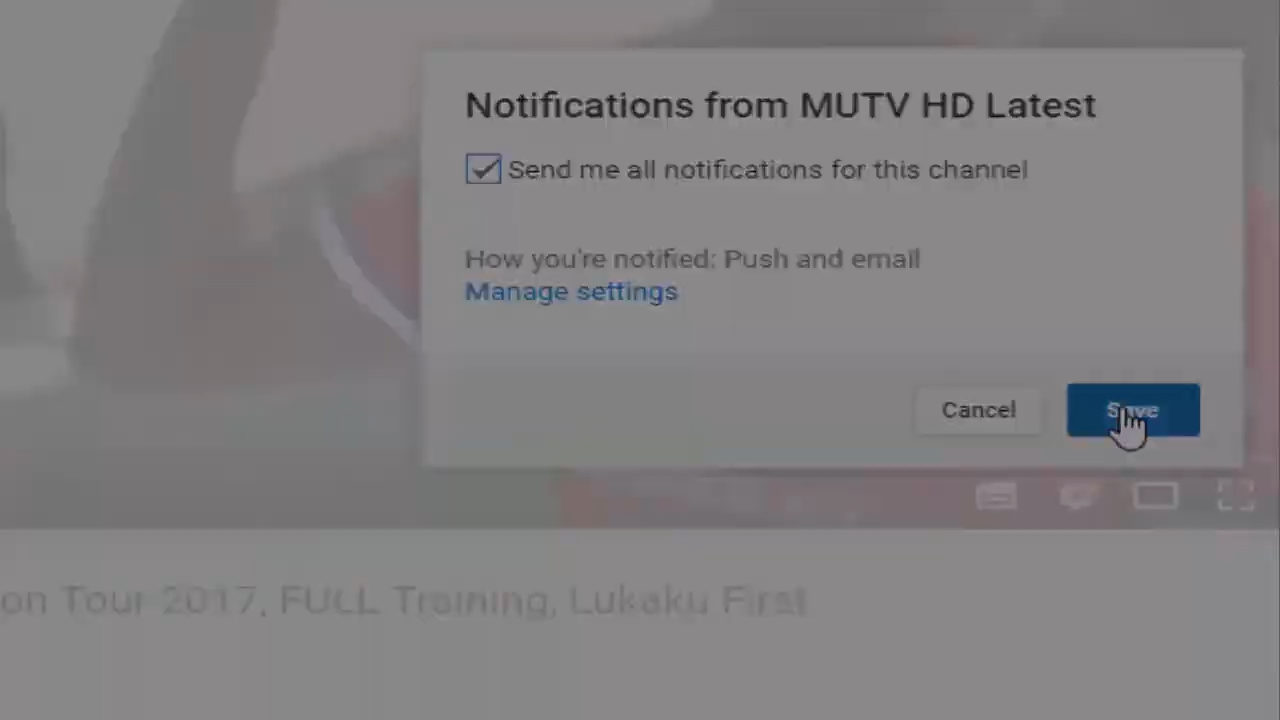 Notifications from MUTV HD Latest
Send me all notifications for this channel
How you're notified: Push and email
Manage settings
Cancel
Save
on Tour 2017, FULL Training, Lukaku First